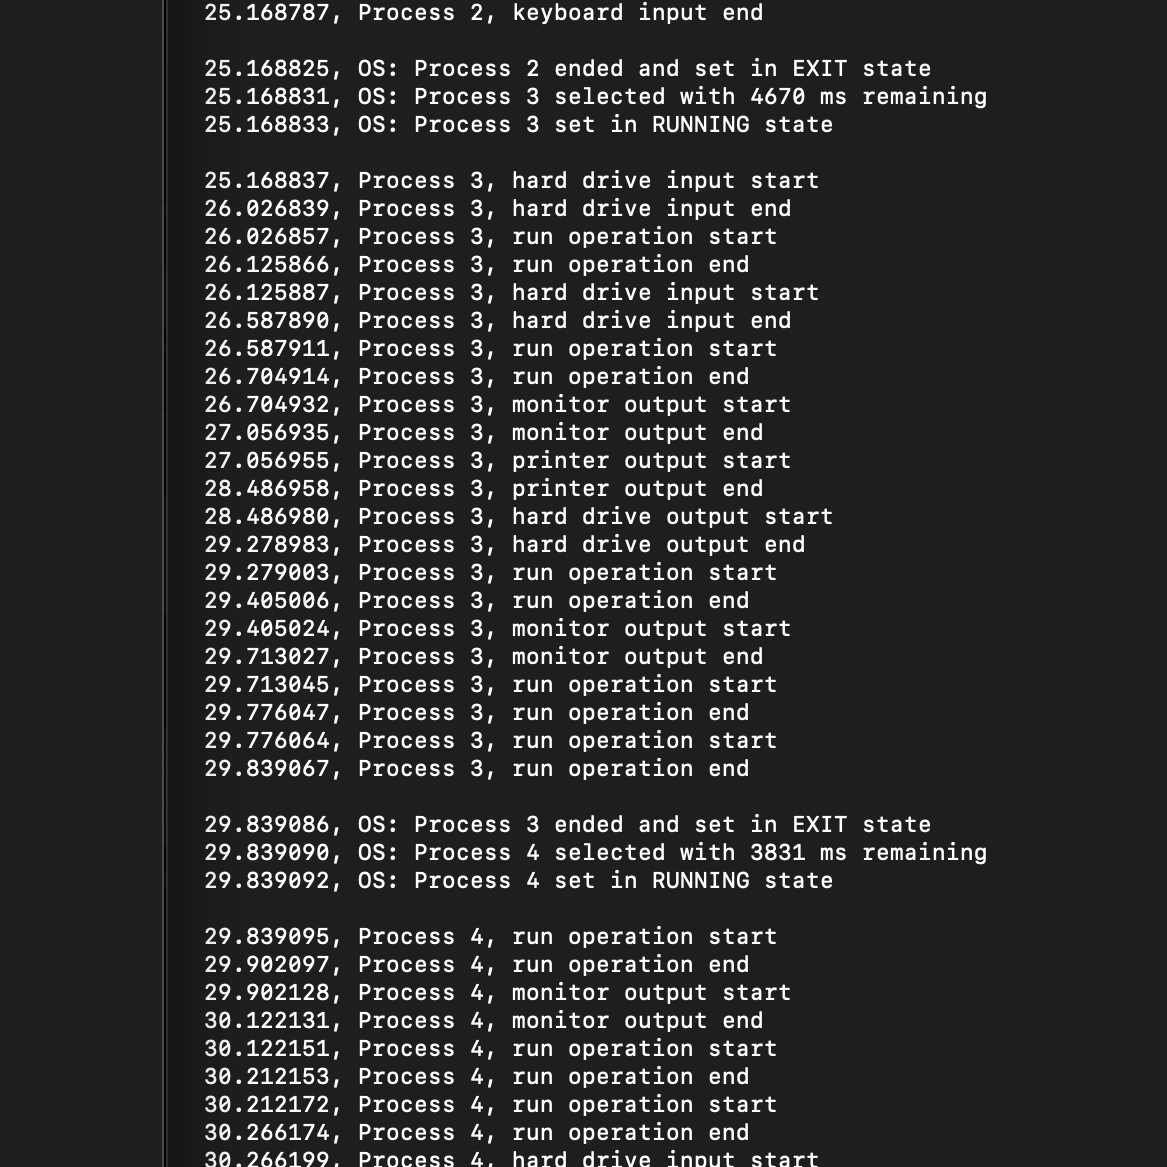 25.168787, Process 2, keyboard input end
25.168825, OS: Process 2 ended and set in EXIT state
25.168831, OS: Process 3 selected with 4670 ms remaining
25.168833, OS: Process 3 set in RUNNING state
25.168837, Process 3, hard drive input start
26.026839, Process 3, hard drive input end
26.026857, Process 3, run operation start
26.125866, Process 3, run operation end
26.125887, Process 3, hard drive input start
26.587890, Process 3, hard drive input end
26.587911, Process 3, run operation start
26.704914, Process 3, run operation end
26.704932, Process 3, monitor output start
27.056935, Process 3, monitor output end
27.056955, Process 3, printer output start
28.486958, Process 3, printer output end
28.486980, Process 3, hard drive output start
29.278983, Process 3, hard drive output end
29.279003, Process 3, run operation start
29.405006, Process 3, run operation end
29.405024, Process 3, monitor output start
29.713027, Process 3, monitor output end
29.713045, Process 3, run operation start
29.776047, Process 3, run operation end
29.776064, Process 3, run operation start
29.839067, Process 3, run operation end
29.839086, OS: Process 3 ended and set in EXIT state
29.839090, OS: Process 4 selected with 3831 ms remaining
29.839092, OS: Process 4 set in RUNNING state
29.839095, Process 4, run operation start
29.902097, Process 4, run operation end
29.902128, Process 4, monitor output start
30.122131, Process 4, monitor output end
30.122151, Process 4, run operation start
30.212153, Process 4, run operation end
30.212172, Process 4, run operation start
30.266174, Process 4, run operation end
30.266199, Process 4, hard drive input start